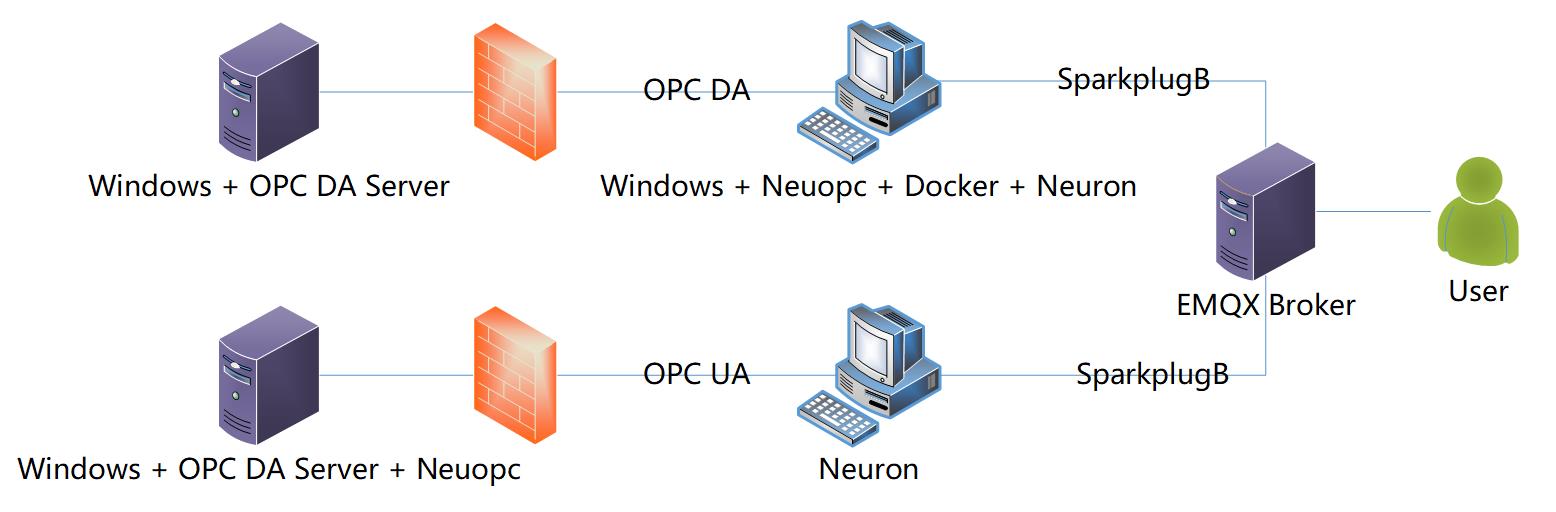 OPC DA
SparkplugB
Windows + OPC DA Server
Windows + Neuopc + Docker + Neuron
EMQX Broker
User
OPC UA
SparkplugB
Windows + OPC DA Server + Neuopc
Neuron